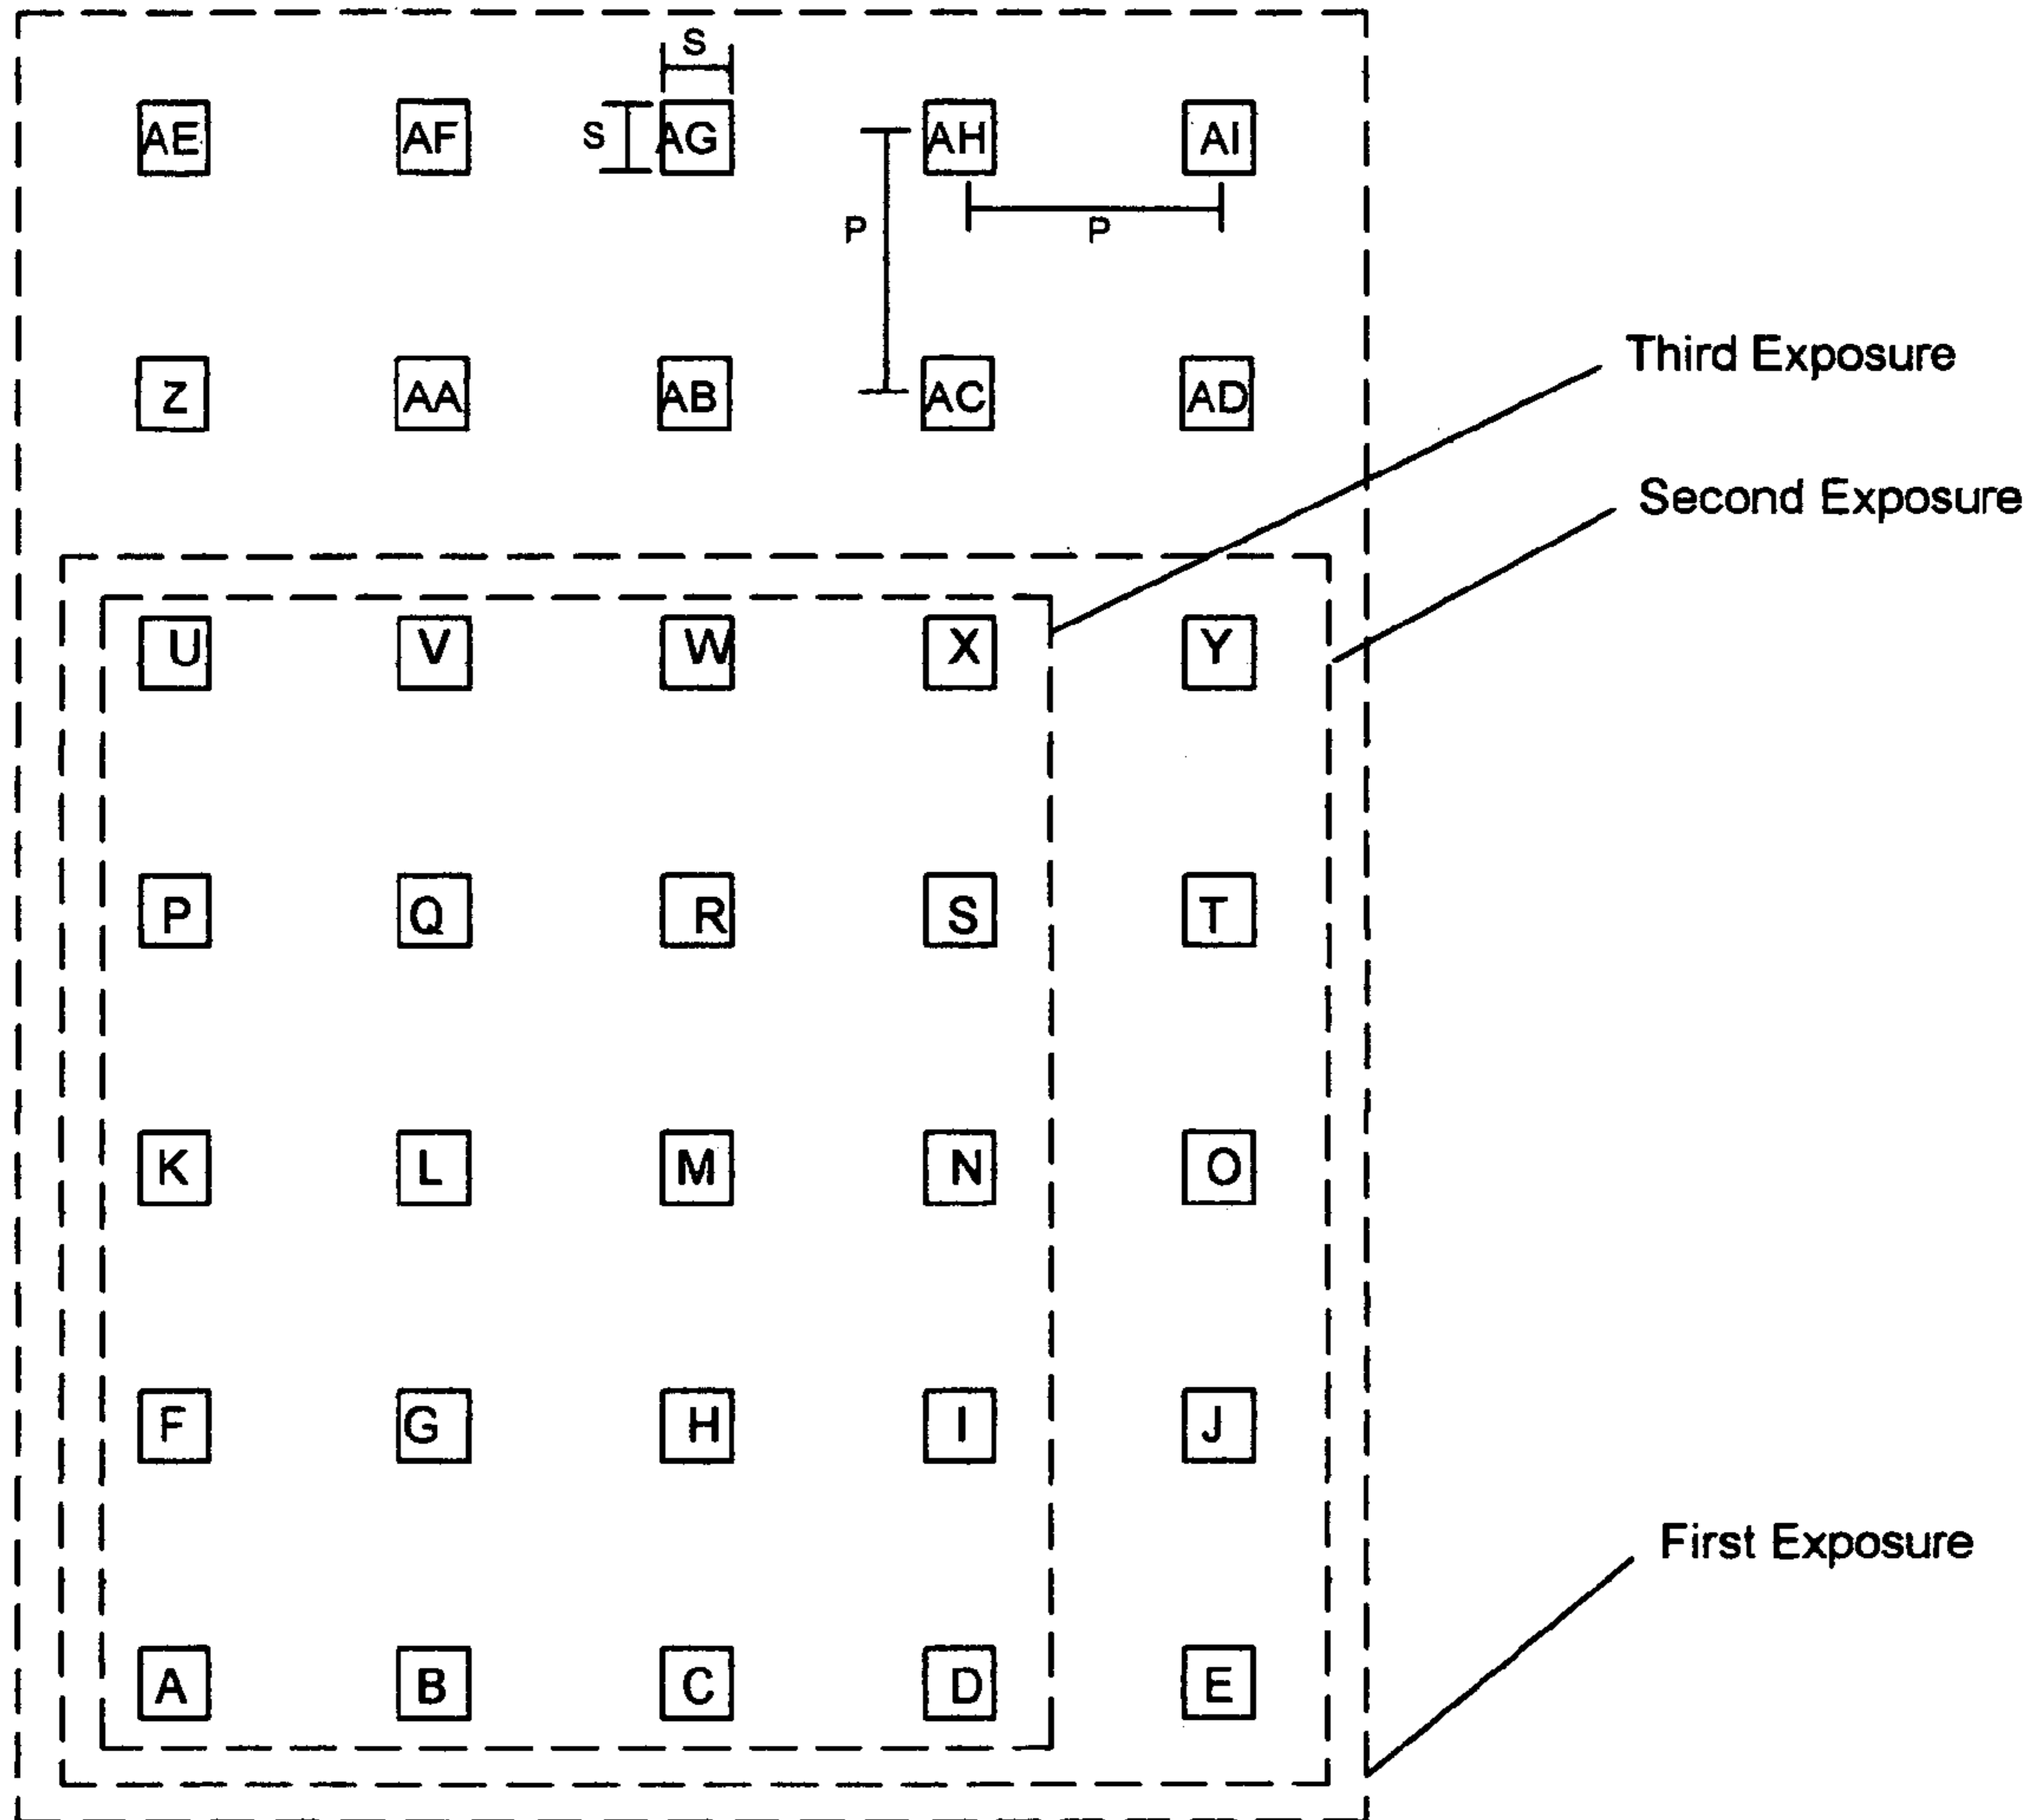 S
AE AF S AG AH AI
P P
Third Exposure
Z AA AB AC AD
Second Exposure
U V W X Y
P Q R S T
K L M N O
F G H I J
First Exposure
A B C D E